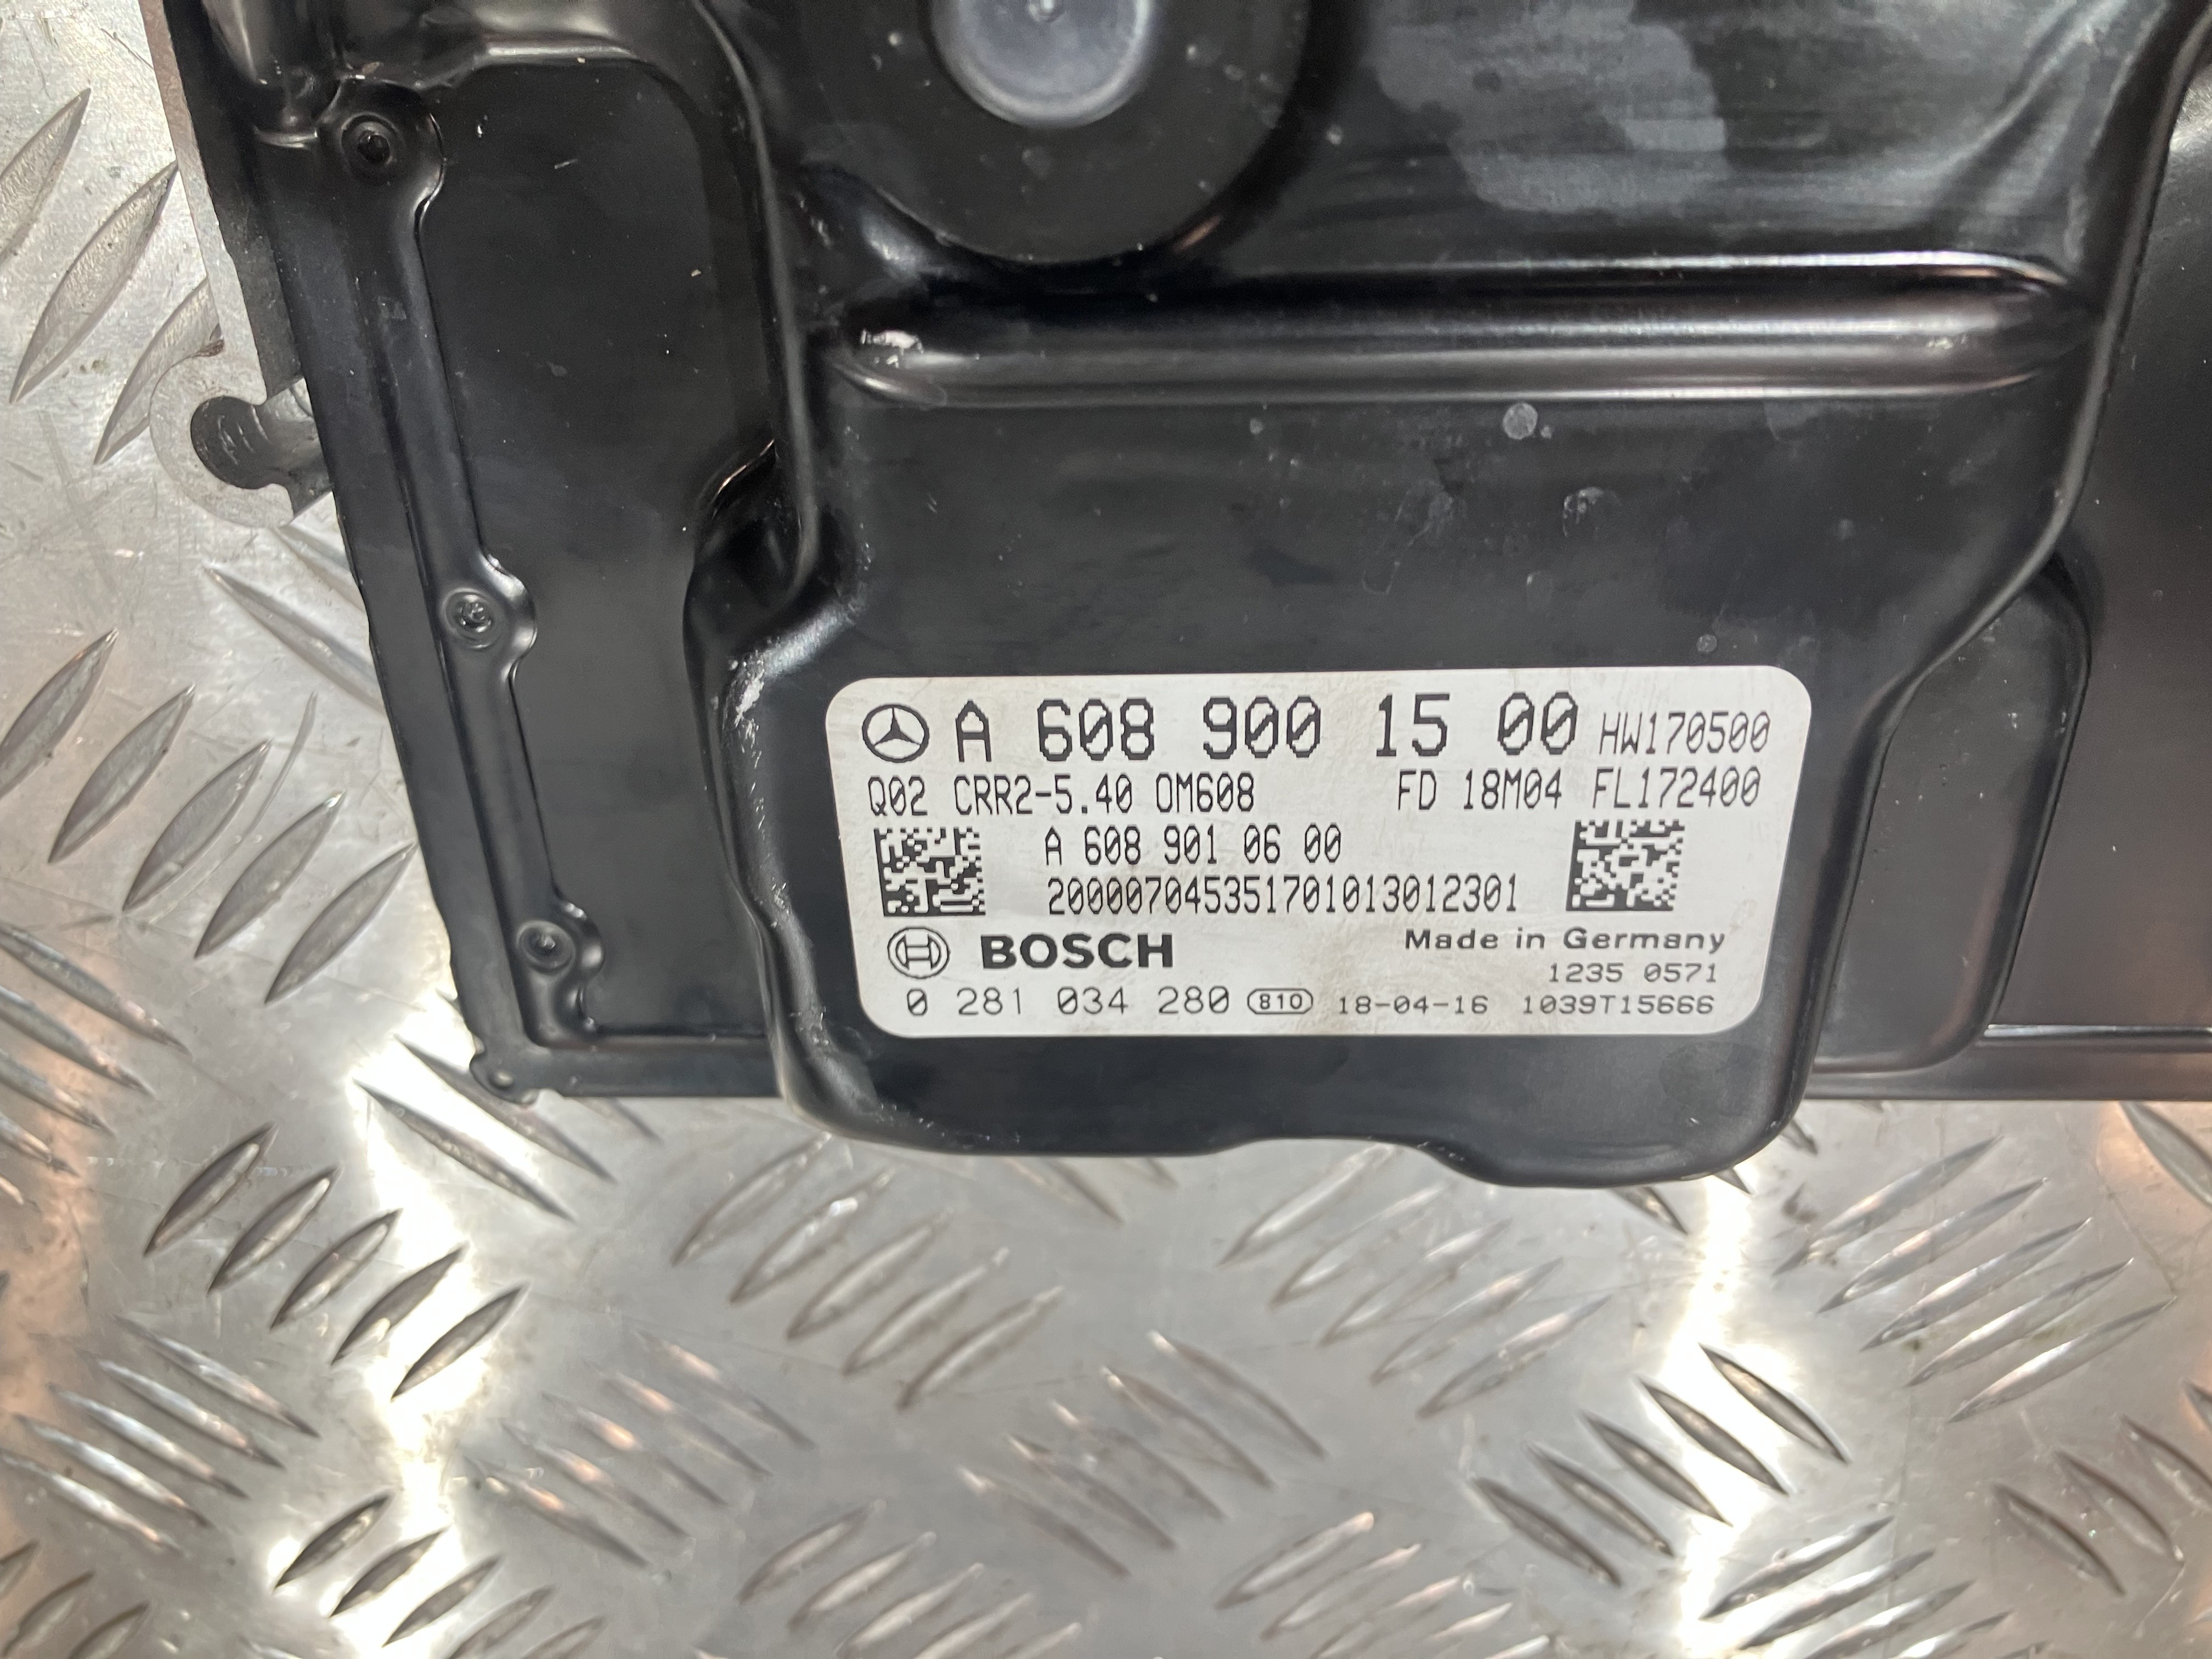 A 608 900 15 00 HW170500
Q02 CRR2-5.40 OM608 FD 18M04 FL172400
A 608 901 06 00
200007045351701013012301
BOSCH Made in Germany
1235 0571
0 281 034 280 810 18-04-16 1039T15666